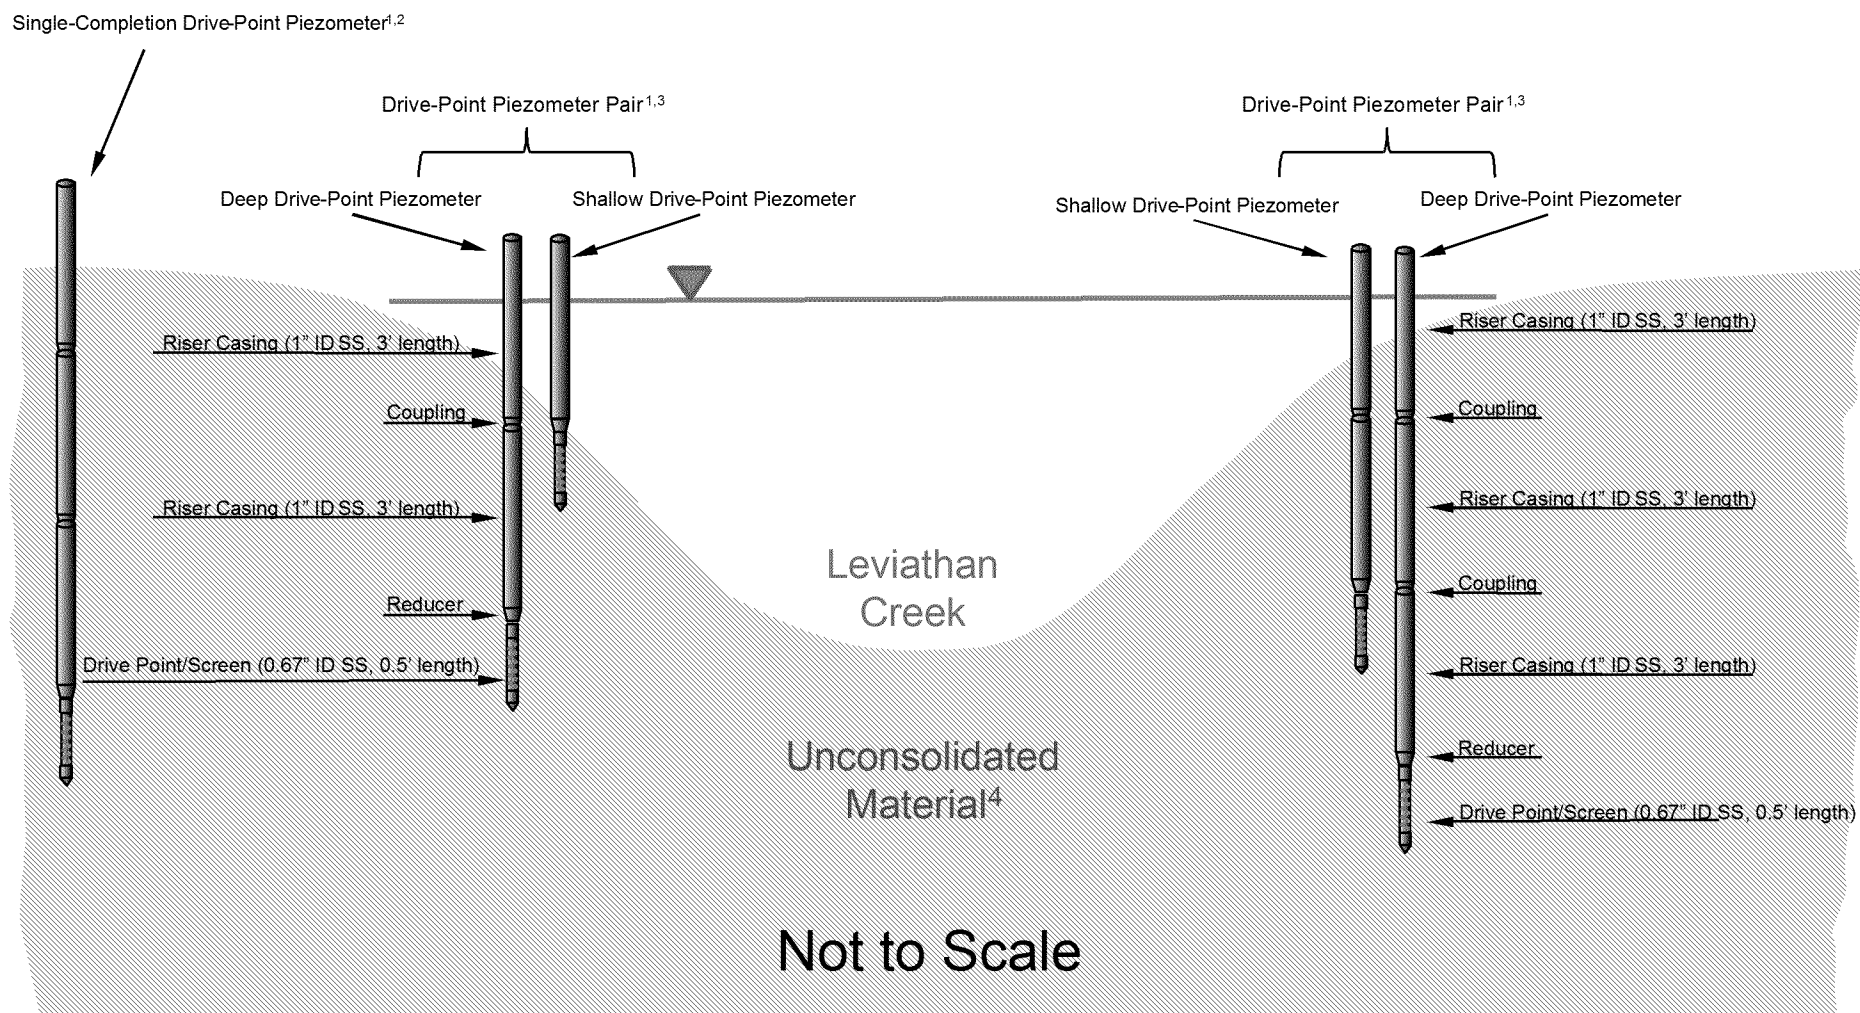 Single-Completion Drive-Point Piezometer1,2
Drive-Point Piezometer Pair1,3
Drive-Point Piezometer Pair1,3
Deep Drive-Point Piezometer
Shallow Drive-Point Piezometer
Shallow Drive-Point Piezometer
Deep Drive-Point Piezometer
Riser Casing (1” ID SS, 3’ length)
Riser Casing (1” ID SS, 3’ length)
Coupling
Coupling
Riser Casing (1” ID SS, 3’ length)
Riser Casing (1” ID SS, 3’ length)
Leviathan
Creek
Coupling
Reducer
Drive Point/Screen (0.67” ID SS, 0.5’ length)
Riser Casing (1” ID SS, 3’ length)
Unconsolidated
Material4
Reducer
Drive Point/Screen (0.67” ID SS, 0.5’ length)
Not to Scale